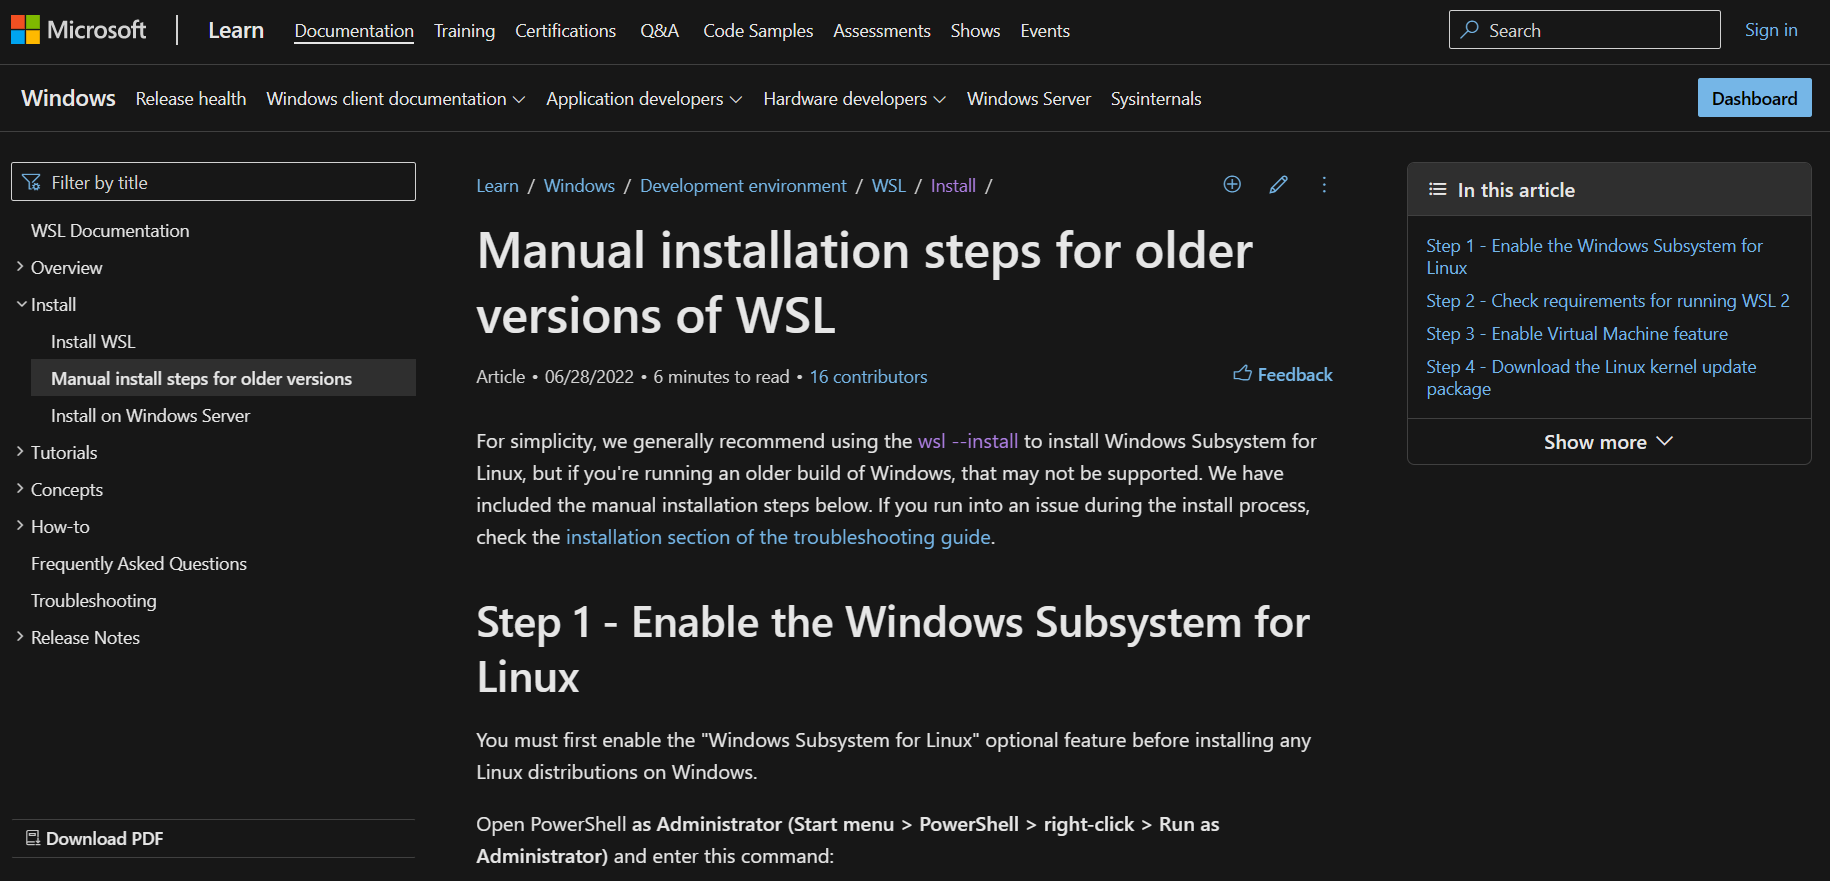 Microsoft
Learn
Documentation Training Certifications Q&A Code Samples Assessments Shows Events
Search
Sign in
Windows
Release health Windows client documentation Application developers Hardware developers Windows Server Sysinternals
Dashboard
Filter by title
WSL Documentation
Overview
Install
Install WSL
Manual install steps for older versions
Install on Windows Server
Tutorials
Concepts
How-to
Frequently Asked Questions
Troubleshooting
Release Notes
Download PDF
Learn / Windows / Development environment / WSL / Install /
Manual installation steps for older
versions of WSL
Article • 06/28/2022 • 6 minutes to read • 16 contributors
Feedback
For simplicity, we generally recommend using the wsl --install to install Windows Subsystem for
Linux, but if you're running an older build of Windows, that may not be supported. We have
included the manual installation steps below. If you run into an issue during the install process,
check the installation section of the troubleshooting guide.
Step 1 - Enable the Windows Subsystem for
Linux
You must first enable the "Windows Subsystem for Linux" optional feature before installing any
Linux distributions on Windows.
Open PowerShell as Administrator (Start menu > PowerShell > right-click > Run as
Administrator) and enter this command:
In this article
Step 1 - Enable the Windows Subsystem for
Linux
Step 2 - Check requirements for running WSL 2
Step 3 - Enable Virtual Machine feature
Step 4 - Download the Linux kernel update
package
Show more